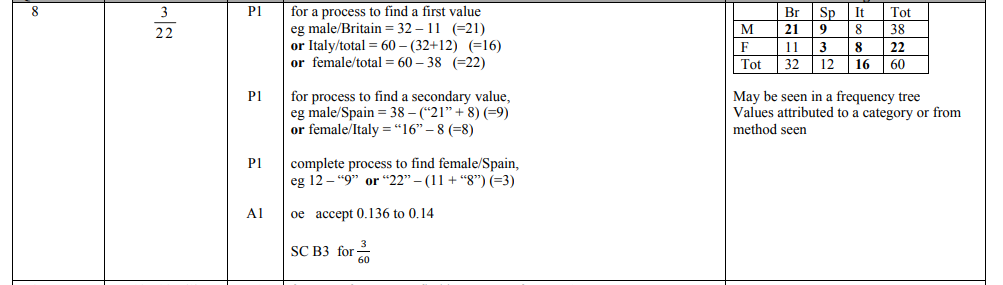 8
3
22
P1 for a process to find a first value
eg male/Britain = 32 – 11 (=21)
or Italy/total = 60 – (32+12) (=16)
or female/total = 60 – 38 (=22)
P1 for process to find a secondary value,
eg male/Spain = 38 – (“21” + 8) (=9)
or female/Italy = “16” – 8 (=8)
P1 complete process to find female/Spain,
eg 12 – “9” or “22” – (11 + “8”) (=3)
A1 oe accept 0.136 to 0.14
SC B3 for 3/60
Br Sp It Tot
M 21 9 8 38
F 11 3 8 22
Tot 32 12 16 60
May be seen in a frequency tree
Values attributed to a category or from
method seen